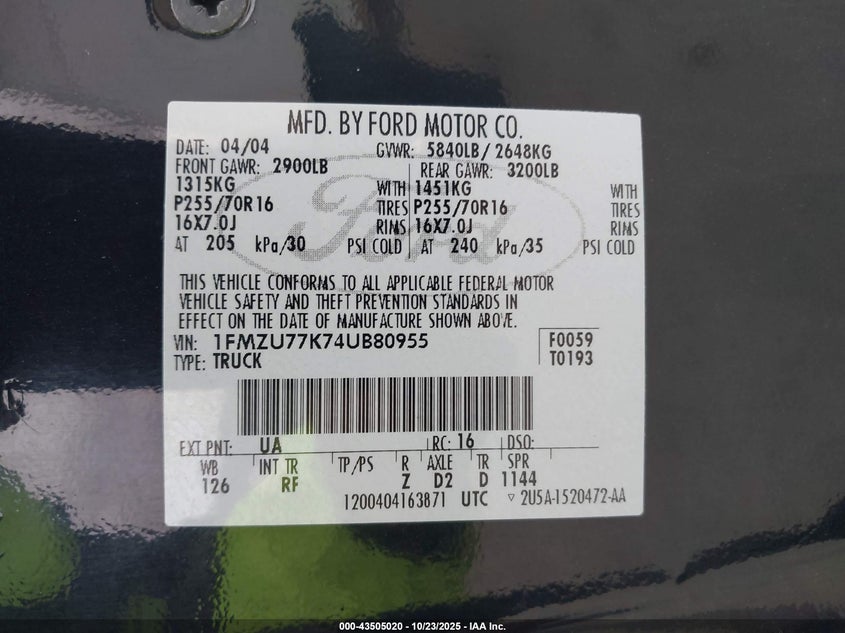 MFD. BY FORD MOTOR CO.
DATE: 04/04 GVWR: 5840LB/ 2648KG
FRONT GAWR: 2900LB REAR GAWR: 3200LB
1315KG WITH 1451KG WITH
P255/70R16 TIRES P255/70R16 TIRES
16X7.0J RIMS 16X7.0J RIMS
AT 205 kPa/30 PSI COLD AT 240 kPa/35 PSI COLD
Ford
THIS VEHICLE CONFORMS TO ALL APPLICABLE FEDERAL MOTOR
VEHICLE SAFETY AND THEFT PREVENTION STANDARDS IN
EFFECT ON THE DATE OF MANUFACTURE SHOWN ABOVE.
VIN: 1FMZU77K74UB80955 F0059
TYPE: TRUCK T0193
EXT PNT: UA RC: 16 DSO:
WB INT TR TP/PS R AXLE TR SPR
126 RF Z D2 D 1144
1200404163871 UTC ▿ 2U5A-1520472-AA
000-43505020 - 10/23/2025 - IAA Inc.